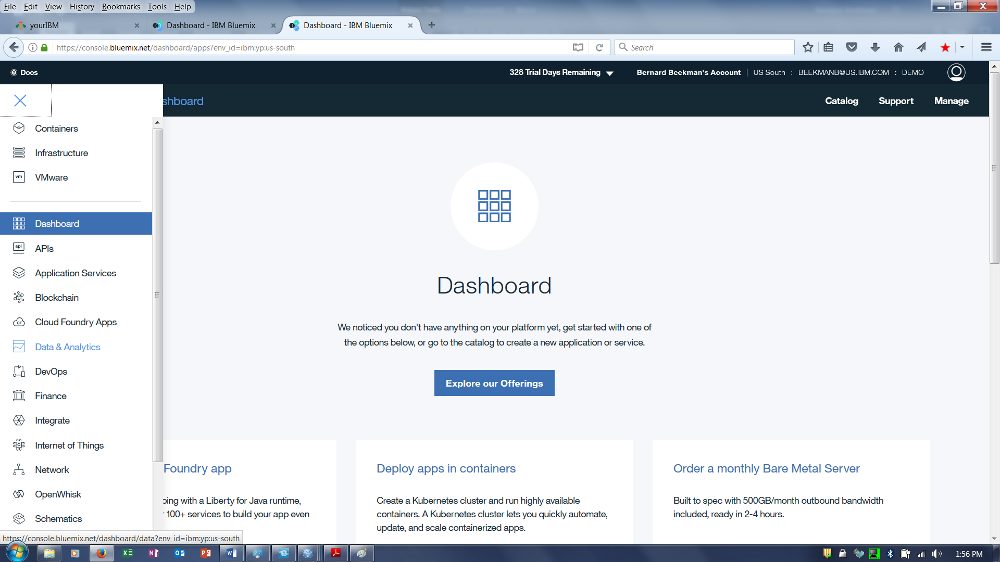 File Edit View History Bookmarks Tools Help
yourIBM
Dashboard - IBM Bluemix
Dashboard - IBM Bluemix
https://console.bluemix.net/dashboard/apps?env_id=ibm:yp:us-south
Search
Docs
328 Trial Days Remaining
Bernard Beekman's Account | US South : BEEKMANB@US.IBM.COM : DEMO
shboard
Catalog Support Manage
Containers
Infrastructure
vm VMware
Dashboard
api APIs
Application Services
Blockchain
CF Cloud Foundry Apps
Data & Analytics
DevOps
Finance
Integrate
Internet of Things
Network
OpenWhisk
Schematics
Dashboard
We noticed you don't have anything on your platform yet, get started with one of
the options below, or go to the catalog to create a new application or service.
Explore our Offerings
Foundry app
oing with a Liberty for Java runtime,
100+ services to build your app even
Deploy apps in containers
Create a Kubernetes cluster and run highly available
containers. A Kubernetes cluster lets you quickly automate,
update, and scale containerized apps.
Order a monthly Bare Metal Server
Built to spec with 500GB/month outbound bandwidth
included, ready in 2-4 hours.
https://console.bluemix.net/dashboard/data?env_id=ibm:yp:us-south
1:56 PM